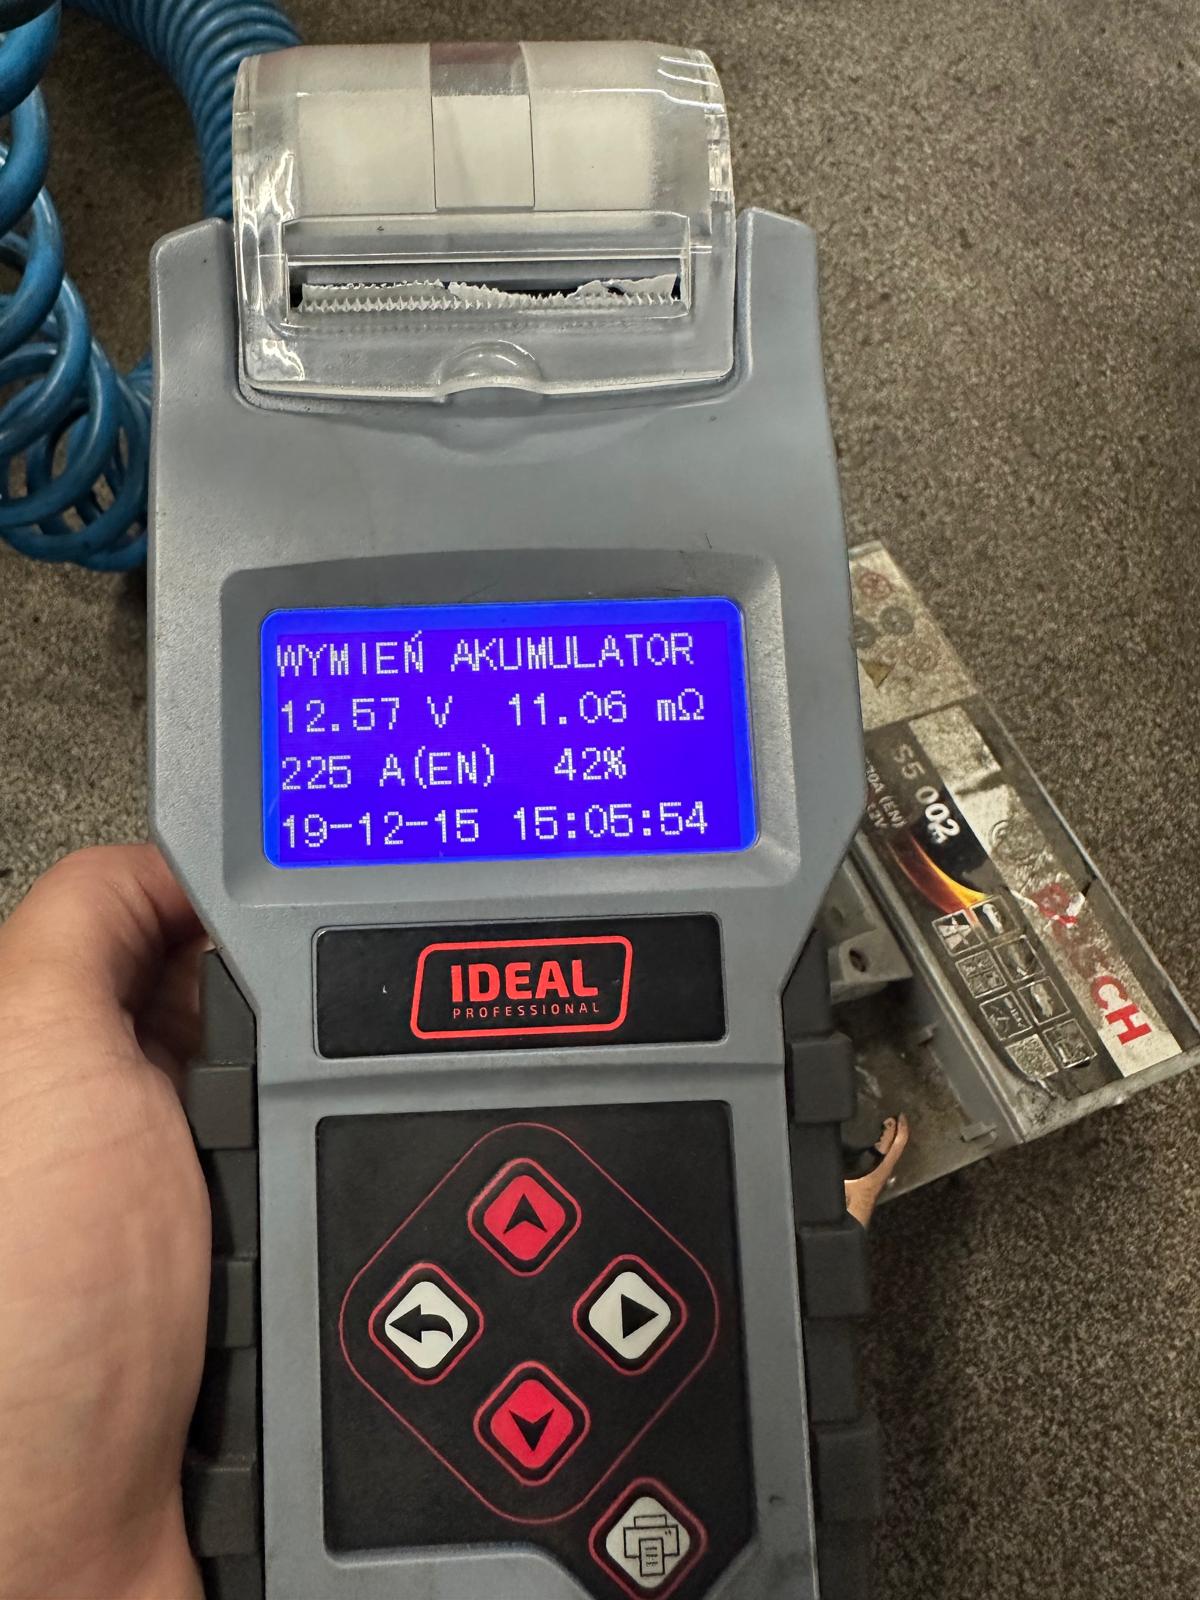 WYMIEŃ AKUMULATOR
12.57 V 11.06 mΩ
225 A(EN) 42%
19-12-15 15:05:54
IDEAL
PROFESSIONAL
S5 002
(EN)
BOSCH